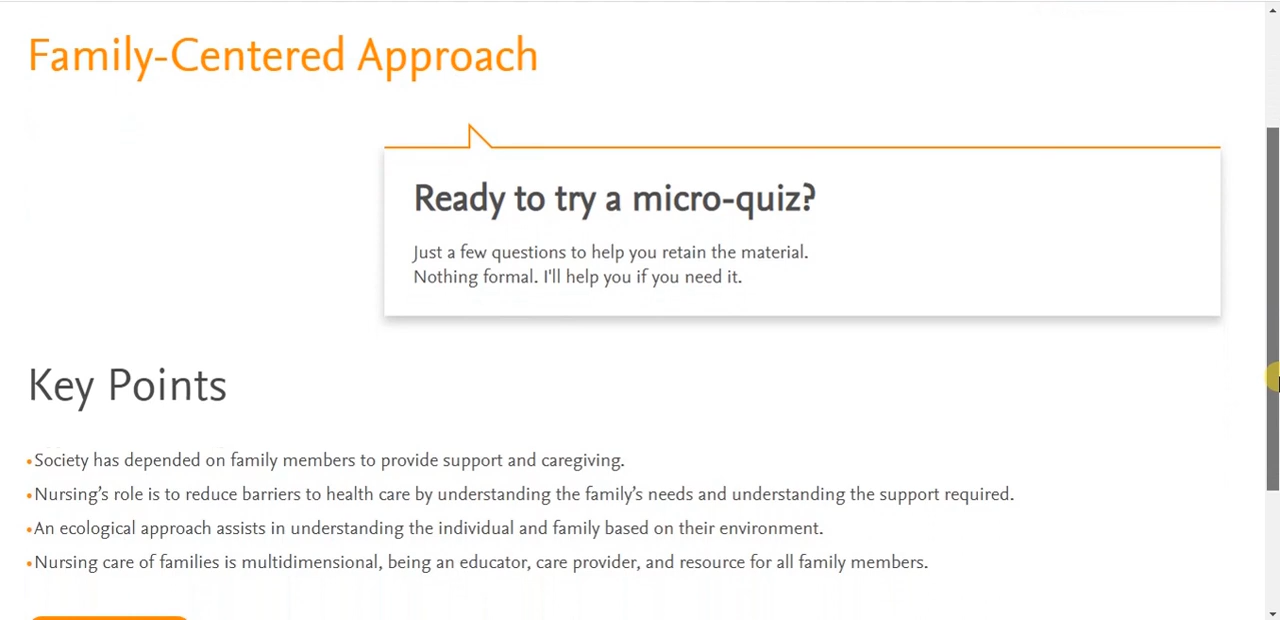 Family-Centered Approach
Ready to try a micro-quiz?
Just a few questions to help you retain the material.
Nothing formal. I'll help you if you need it.
Key Points
•Society has depended on family members to provide support and caregiving.
•Nursing’s role is to reduce barriers to health care by understanding the family’s needs and understanding the support required.
•An ecological approach assists in understanding the individual and family based on their environment.
•Nursing care of families is multidimensional, being an educator, care provider, and resource for all family members.